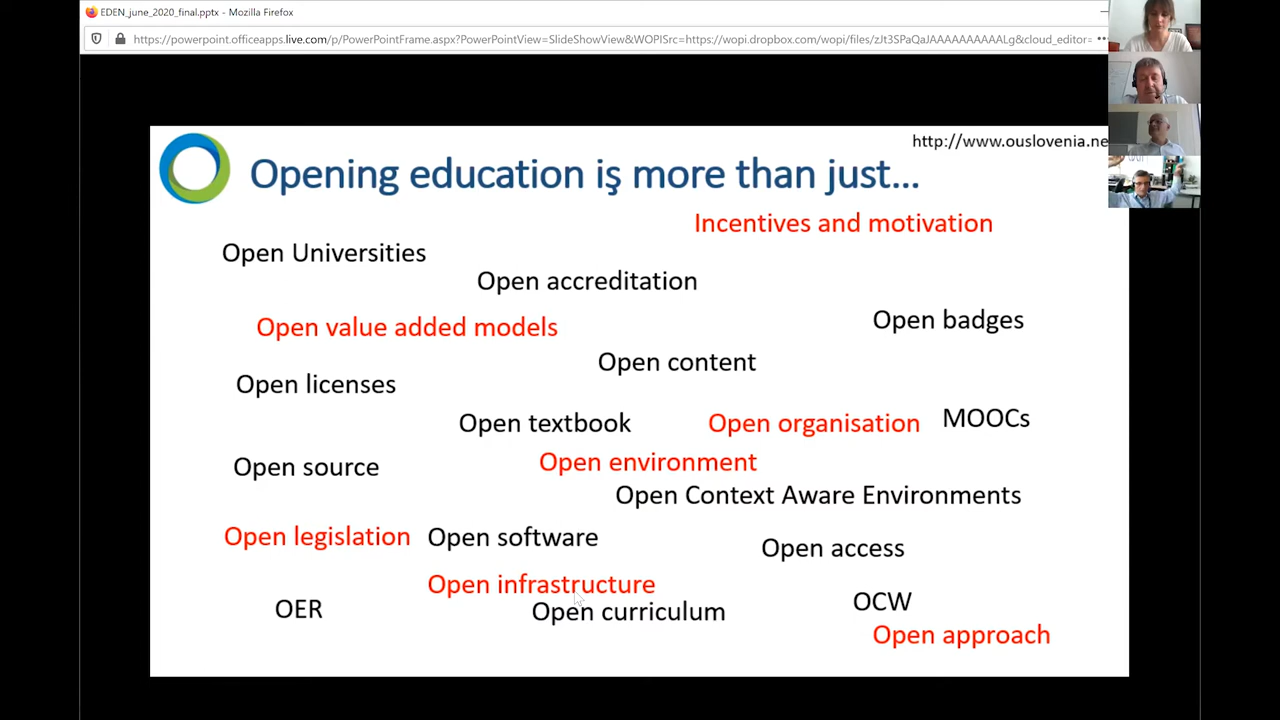 EDEN_june_2020_final.pptx - Mozilla Firefox
https://powerpoint.officeapps.live.com/p/PowerPointFrame.aspx?PowerPointView=SlideShowView&WOPISrc=https://wopi.dropbox.com/wopi/files/zJt3SPaQaJAAAAAAAAAALg&cloud_editor=
http://www.ouslovenia.ne
Opening education is more than just...
Incentives and motivation
Open Universities
Open accreditation
Open value added models
Open badges
Open content
Open licenses
Open textbook
Open organisation
MOOCs
Open source
Open environment
Open Context Aware Environments
Open legislation
Open software
Open access
Open infrastructure
OER
Open curriculum
OCW
Open approach